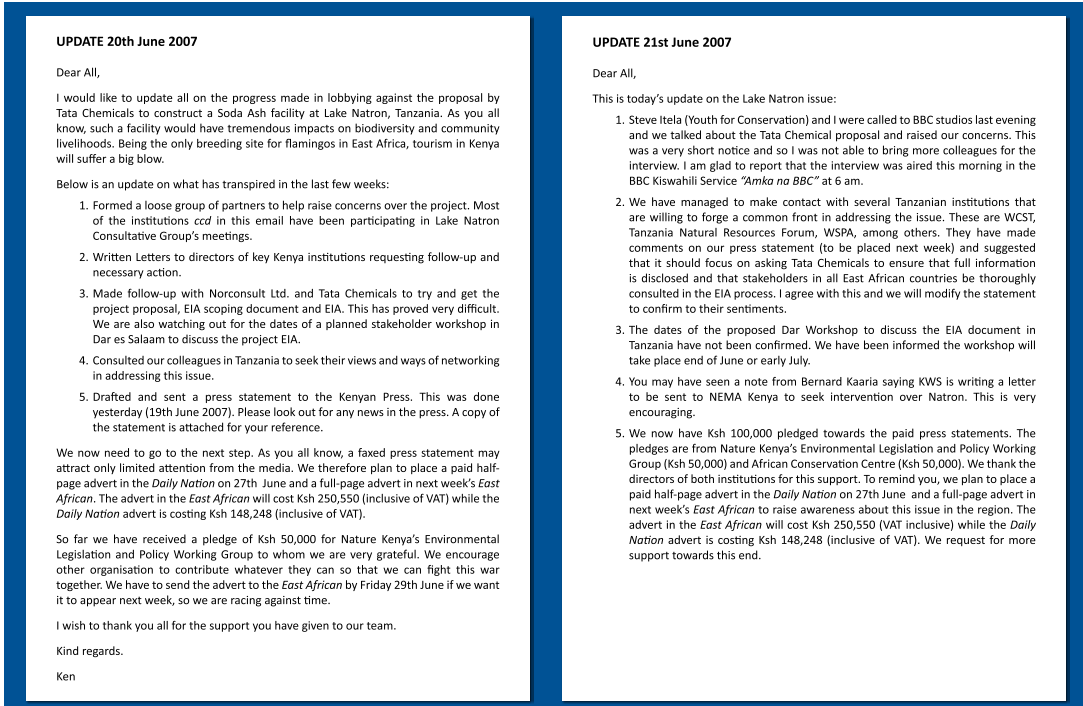 UPDATE 20th June 2007
Dear All,
I would like to update all on the progress made in lobbying against the proposal by
Tata Chemicals to construct a Soda Ash facility at Lake Natron, Tanzania. As you all
know, such a facility would have tremendous impacts on biodiversity and community
livelihoods. Being the only breeding site for flamingos in East Africa, tourism in Kenya
will suffer a big blow.
Below is an update on what has transpired in the last few weeks:
1. Formed a loose group of partners to help raise concerns over the project. Most
of the institutions ccd in this email have been participating in Lake Natron
Consultative Group's meetings.
2. Written Letters to directors of key Kenya institutions requesting follow-up and
necessary action.
3. Made follow-up with Norconsult Ltd. and Tata Chemicals to try and get the
project proposal, EIA scoping document and EIA. This has proved very difficult.
We are also watching out for the dates of a planned stakeholder workshop in
Dar es Salaam to discuss the project EIA.
4. Consulted our colleagues in Tanzania to seek their views and ways of networking
in addressing this issue.
5. Drafted and sent a press statement to the Kenyan Press. This was done
yesterday (19th June 2007). Please look out for any news in the press. A copy of
the statement is attached for your reference.
We now need to go to the next step. As you all know, a faxed press statement may
attract only limited attention from the media. We therefore plan to place a paid half-
page advert in the Daily Nation on 27th June and a full-page advert in next week's East
African. The advert in the East African will cost Ksh 250,550 (inclusive of VAT) while the
Daily Nation advert is costing Ksh 148,248 (inclusive of VAT).
So far we have received a pledge of Ksh 50,000 for Nature Kenya's Environmental
Legislation and Policy Working Group to whom we are very grateful. We encourage
other organisation to contribute whatever they can so that we can fight this war
together. We have to send the advert to the East African by Friday 29th June if we want
it to appear next week, so we are racing against time.
I wish to thank you all for the support you have given to our team.
Kind regards.
Ken
UPDATE 21st June 2007
Dear All,
This is today's update on the Lake Natron issue:
1. Steve Itela (Youth for Conservation) and I were called to BBC studios last evening
and we talked about the Tata Chemical proposal and raised our concerns. This
was a very short notice and so I was not able to bring more colleagues for the
interview. I am glad to report that the interview was aired this morning in the
BBC Kiswahili Service “Amka na BBC” at 6 am.
2. We have managed to make contact with several Tanzanian institutions that
are willing to forge a common front in addressing the issue. These are WCST,
Tanzania Natural Resources Forum, WSPA, among others. They have made
comments on our press statement (to be placed next week) and suggested
that it should focus on asking Tata Chemicals to ensure that full information
is disclosed and that stakeholders in all East African countries be thoroughly
consulted in the EIA process. I agree with this and we will modify the statement
to confirm to their sentiments.
3. The dates of the proposed Dar Workshop to discuss the EIA document in
Tanzania have not been confirmed. We have been informed the workshop will
take place end of June or early July.
4. You may have seen a note from Bernard Kaaria saying KWS is writing a letter
to be sent to NEMA Kenya to seek intervention over Natron. This is very
encouraging.
5. We now have Ksh 100,000 pledged towards the paid press statements. The
pledges are from Nature Kenya's Environmental Legislation and Policy Working
Group (Ksh 50,000) and African Conservation Centre (Ksh 50,000). We thank the
directors of both institutions for this support. To remind you, we plan to place a
paid half-page advert in the Daily Nation on 27th June and a full-page advert in
next week's East African to raise awareness about this issue in the region. The
advert in the East African will cost Ksh 250,550 (VAT inclusive) while the Daily
Nation advert is costing Ksh 148,248 (inclusive of VAT). We request for more
support towards this end.